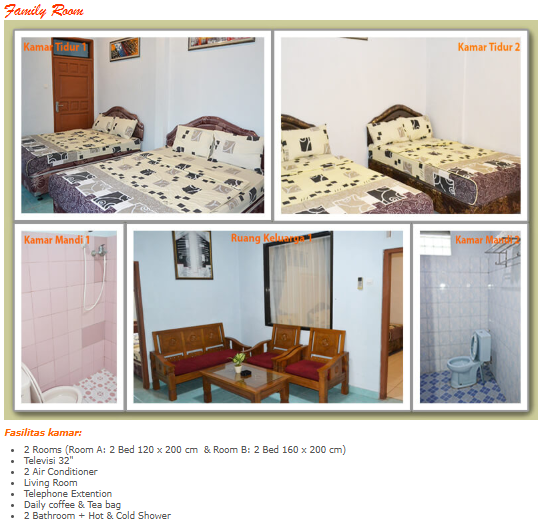 Family Room
Kamar Tidur 1
Kamar Tidur 2
Kamar Mandi 1
Ruang Keluarga 1
Kamar Mandi
Fasilitas kamar:
2 Rooms (Room A: 2 Bed 120 x 200 cm & Room B: 2 Bed 160 x 200 cm)
Televisi 32"
2 Air Conditioner
Living Room
Telephone Extention
Daily coffee & Tea bag
2 Bathroom + Hot & Cold Shower